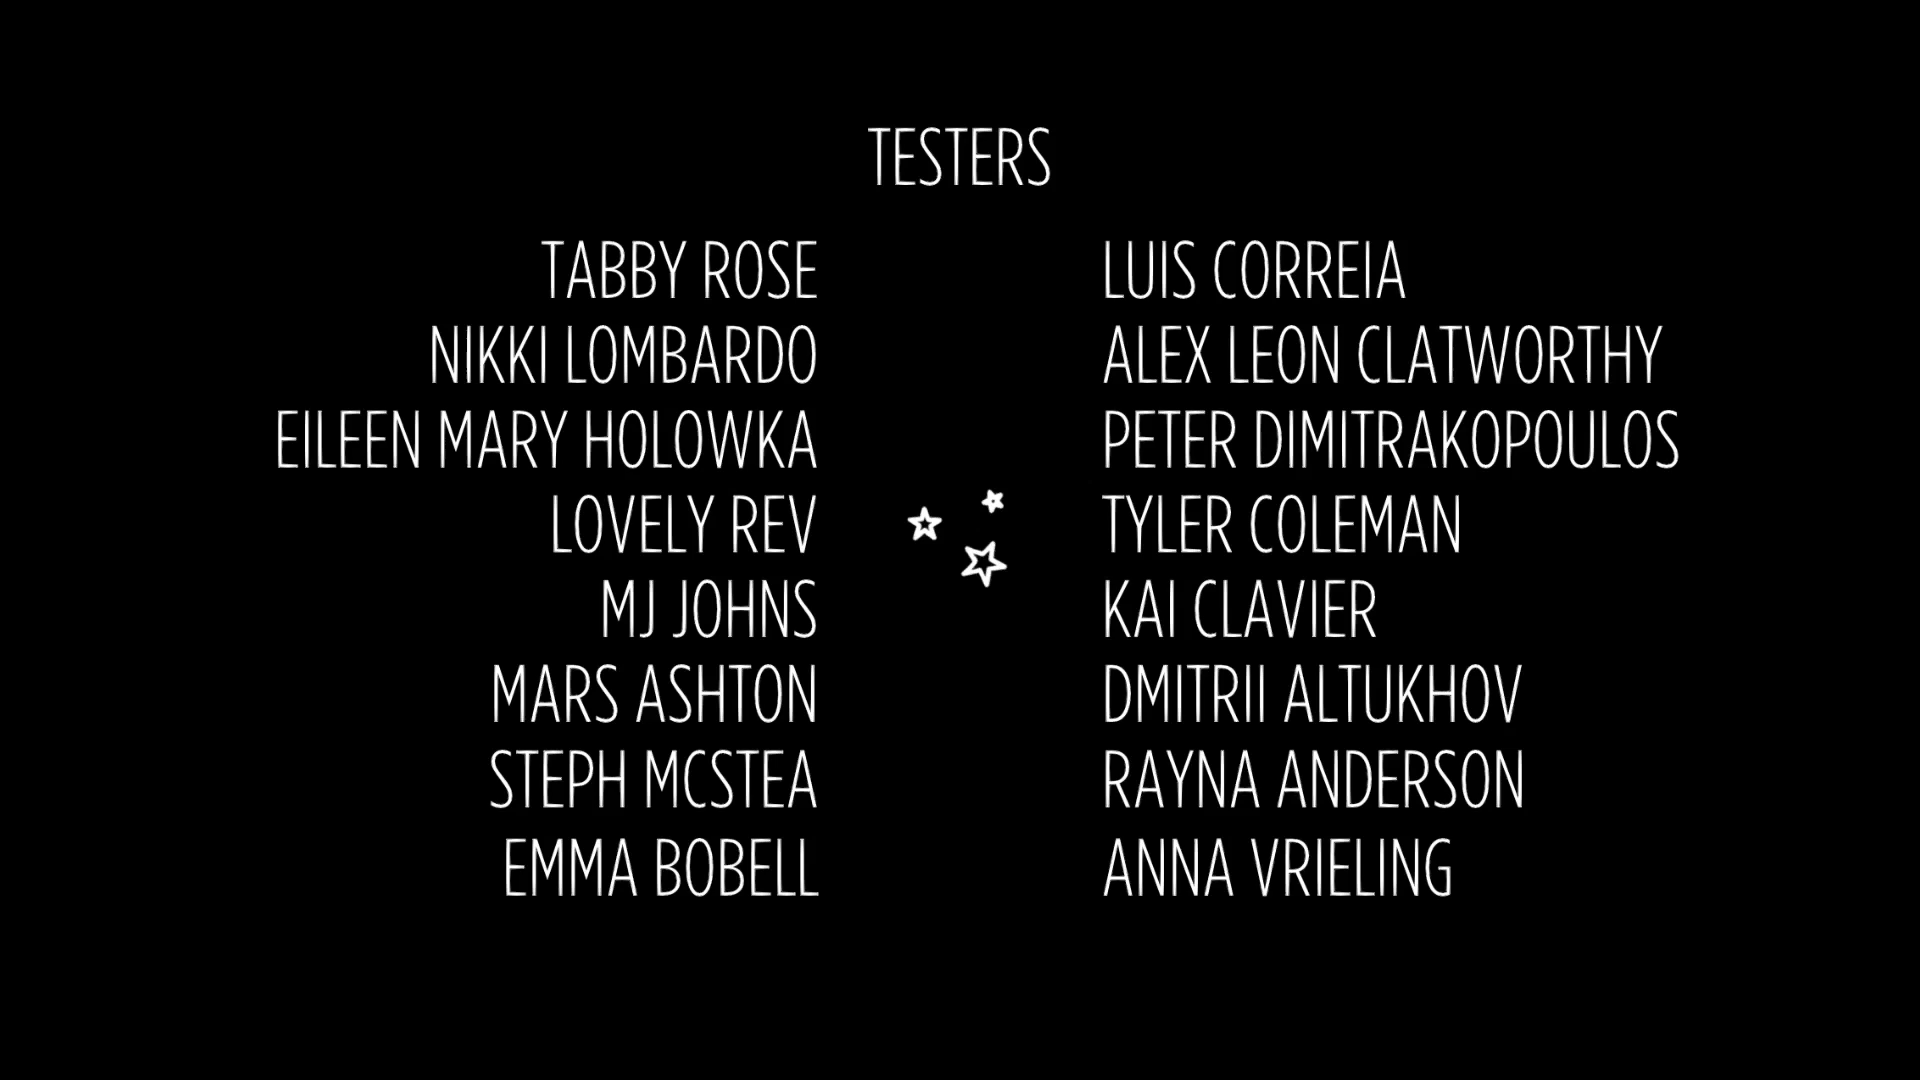 TESTERS
TABBY ROSE
NIKKI LOMBARDO
EILEEN MARY HOLOWKA
LOVELY REV
MJ JOHNS
MARS ASHTON
STEPH MCSTEA
EMMA BOBELL
LUIS CORREIA
ALEX LEON CLATWORTHY
PETER DIMITRAKOPOULOS
TYLER COLEMAN
KAI CLAVIER
DMITRII ALTUKHOV
RAYNA ANDERSON
ANNA VRIELING